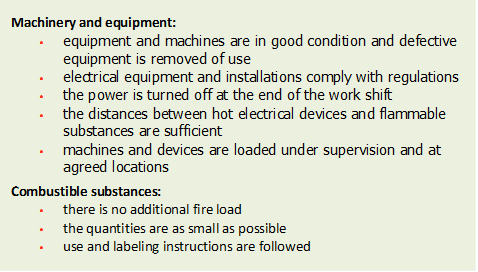 Machinery and equipment:
• equipment and machines are in good condition and defective
equipment is removed of use
• electrical equipment and installations comply with regulations
• the power is turned off at the end of the work shift
• the distances between hot electrical devices and flammable
substances are sufficient
• machines and devices are loaded under supervision and at
agreed locations
Combustible substances:
• there is no additional fire load
• the quantities are as small as possible
• use and labeling instructions are followed